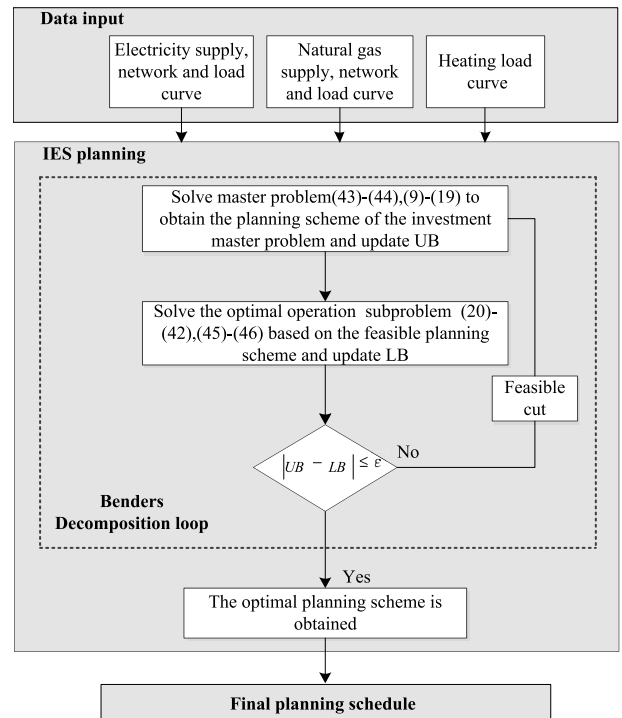 Data input
Electricity supply,
network and load
curve
Natural gas
supply, network
and load curve
Heating load
curve
IES planning
Solve master problem(43)-(44),(9)-(19) to
obtain the planning scheme of the investment
master problem and update UB
Solve the optimal operation subproblem (20)-
(42),(45)-(46) based on the feasible planning
scheme and update LB
Feasible
cut
|UB − LB| ≤ ε
No
Benders
Decomposition loop
Yes
The optimal planning scheme is
obtained
Final planning schedule